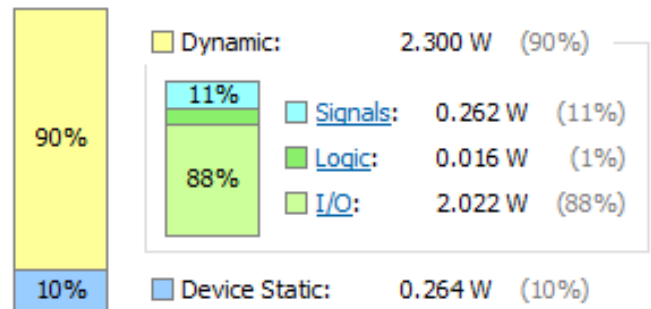 90%
10%
Dynamic: 2.300 W (90%)
11%
88%
Signals: 0.262 W (11%)
Logic: 0.016 W (1%)
I/O: 2.022 W (88%)
Device Static: 0.264 W (10%)